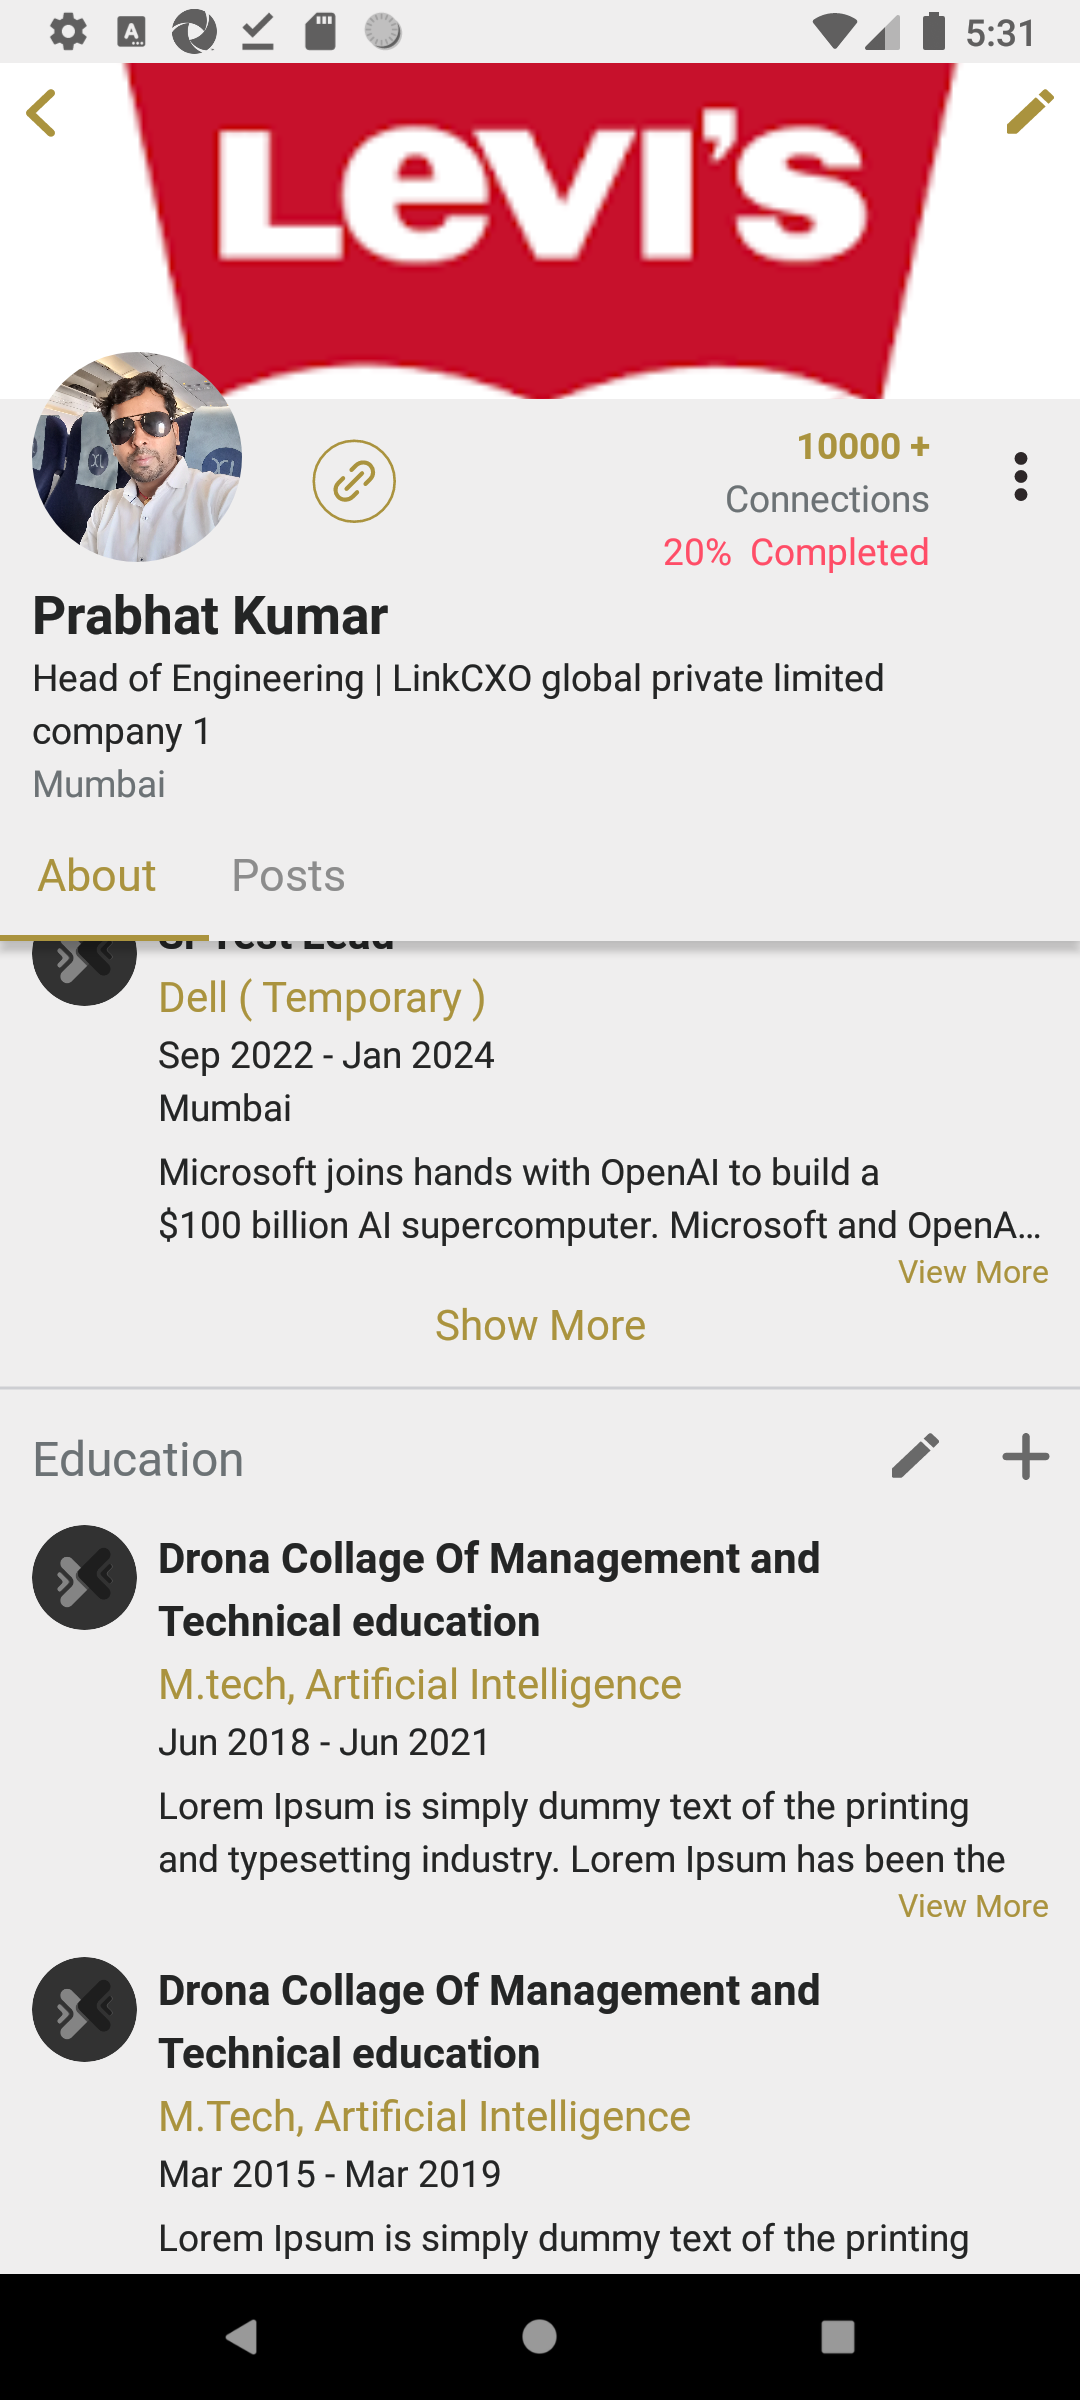 5:31
Levi's
10000 +
Connections
20% Completed
Prabhat Kumar
Head of Engineering | LinkCXO global private limited
company 1
Mumbai
About Posts
Sr Test Lead
Dell ( Temporary )
Sep 2022 - Jan 2024
Mumbai
Microsoft joins hands with OpenAI to build a
$100 billion AI supercomputer. Microsoft and OpenA...
View More
Show More
Education
Drona Collage Of Management and
Technical education
M.tech, Artificial Intelligence
Jun 2018 - Jun 2021
Lorem Ipsum is simply dummy text of the printing
and typesetting industry. Lorem Ipsum has been the
View More
Drona Collage Of Management and
Technical education
M.Tech, Artificial Intelligence
Mar 2015 - Mar 2019
Lorem Ipsum is simply dummy text of the printing